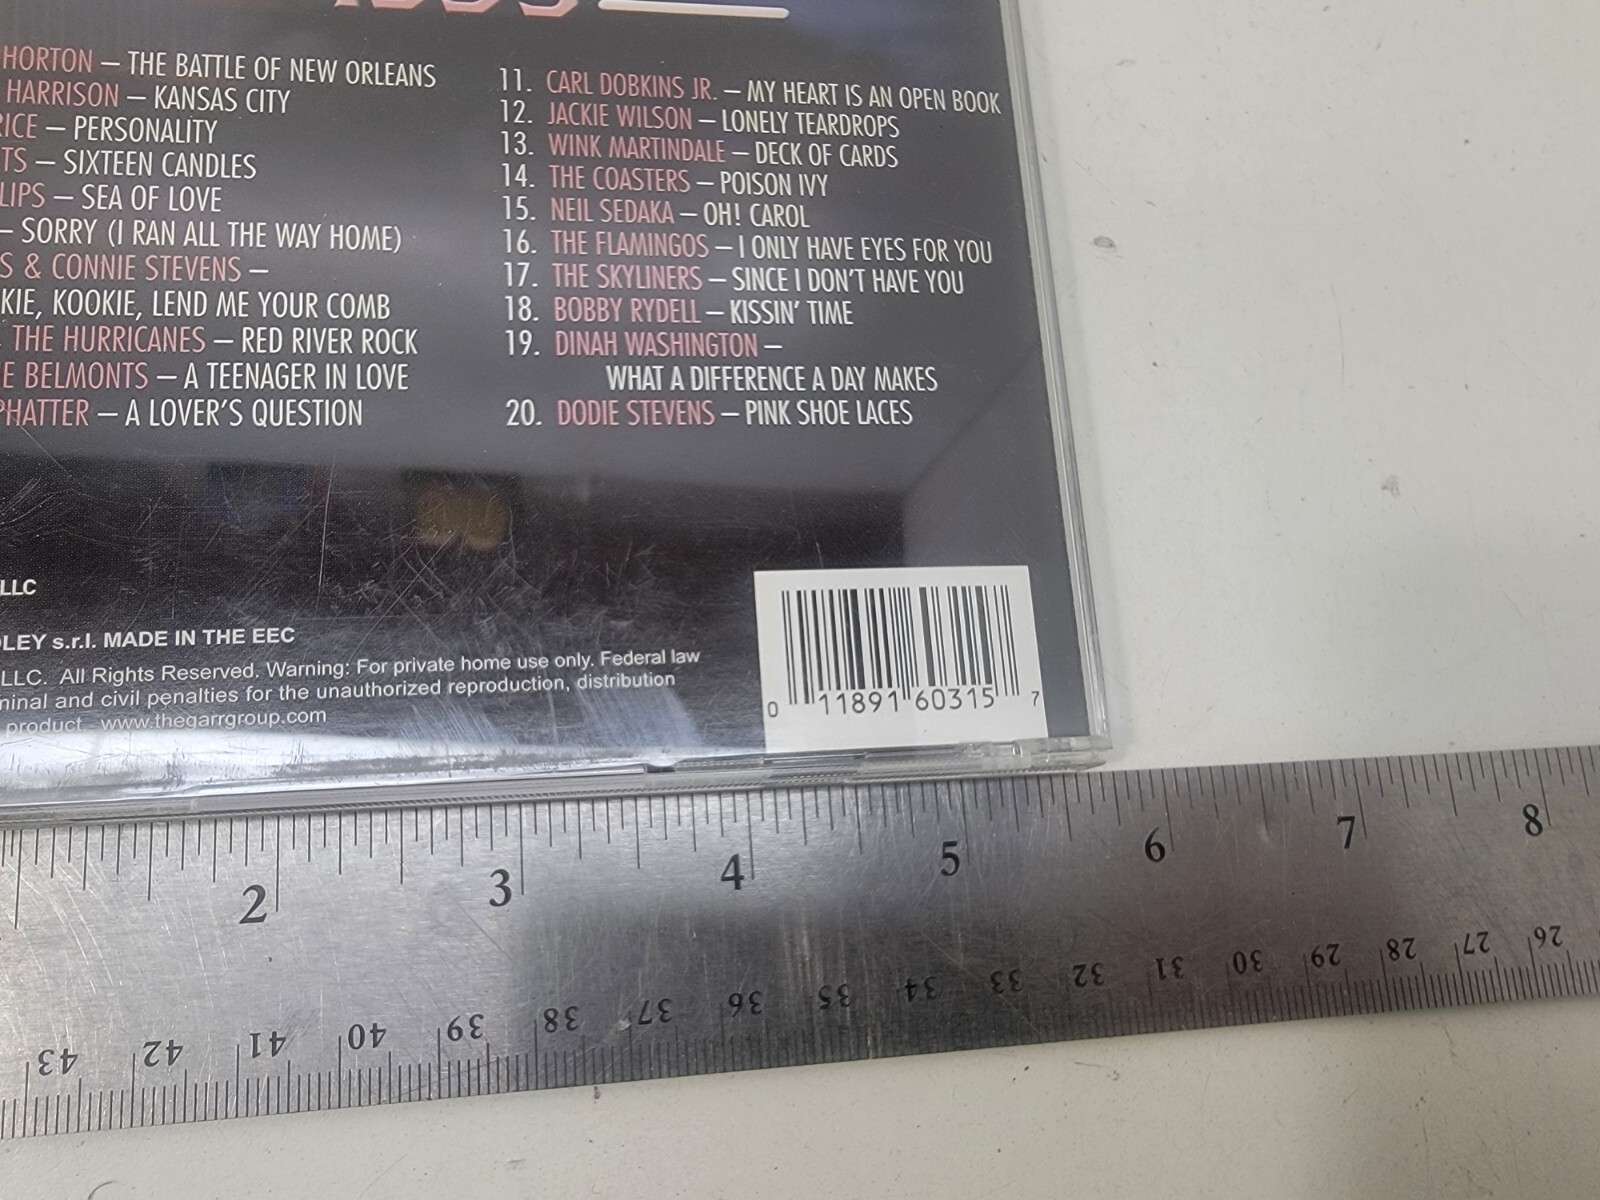 HORTON – THE BATTLE OF NEW ORLEANS
HARRISON – KANSAS CITY
RICE – PERSONALITY
TS – SIXTEEN CANDLES
LIPS – SEA OF LOVE
– SORRY (I RAN ALL THE WAY HOME)
S & CONNIE STEVENS –
KIE, KOOKIE, LEND ME YOUR COMB
THE HURRICANES – RED RIVER ROCK
E BELMONTS – A TEENAGER IN LOVE
PHATTER – A LOVER'S QUESTION
11. CARL DOBKINS JR. – MY HEART IS AN OPEN BOOK
12. JACKIE WILSON – LONELY TEARDROPS
13. WINK MARTINDALE – DECK OF CARDS
14. THE COASTERS – POISON IVY
15. NEIL SEDAKA – OH! CAROL
16. THE FLAMINGOS – I ONLY HAVE EYES FOR YOU
17. THE SKYLINERS – SINCE I DON'T HAVE YOU
18. BOBBY RYDELL – KISSIN' TIME
19. DINAH WASHINGTON –
WHAT A DIFFERENCE A DAY MAKES
20. DODIE STEVENS – PINK SHOE LACES
LLC
LEY s.r.l. MADE IN THE EEC
LLC. All Rights Reserved. Warning: For private home use only. Federal law
minal and civil penalties for the unauthorized reproduction, distribution
product www.thegarrgroup.com
0 11891 60315 7
2 3 4 5 6 7 8
43 42 41 40 39 38 37 36 35 34 33 32 31 30 29 28 27 26